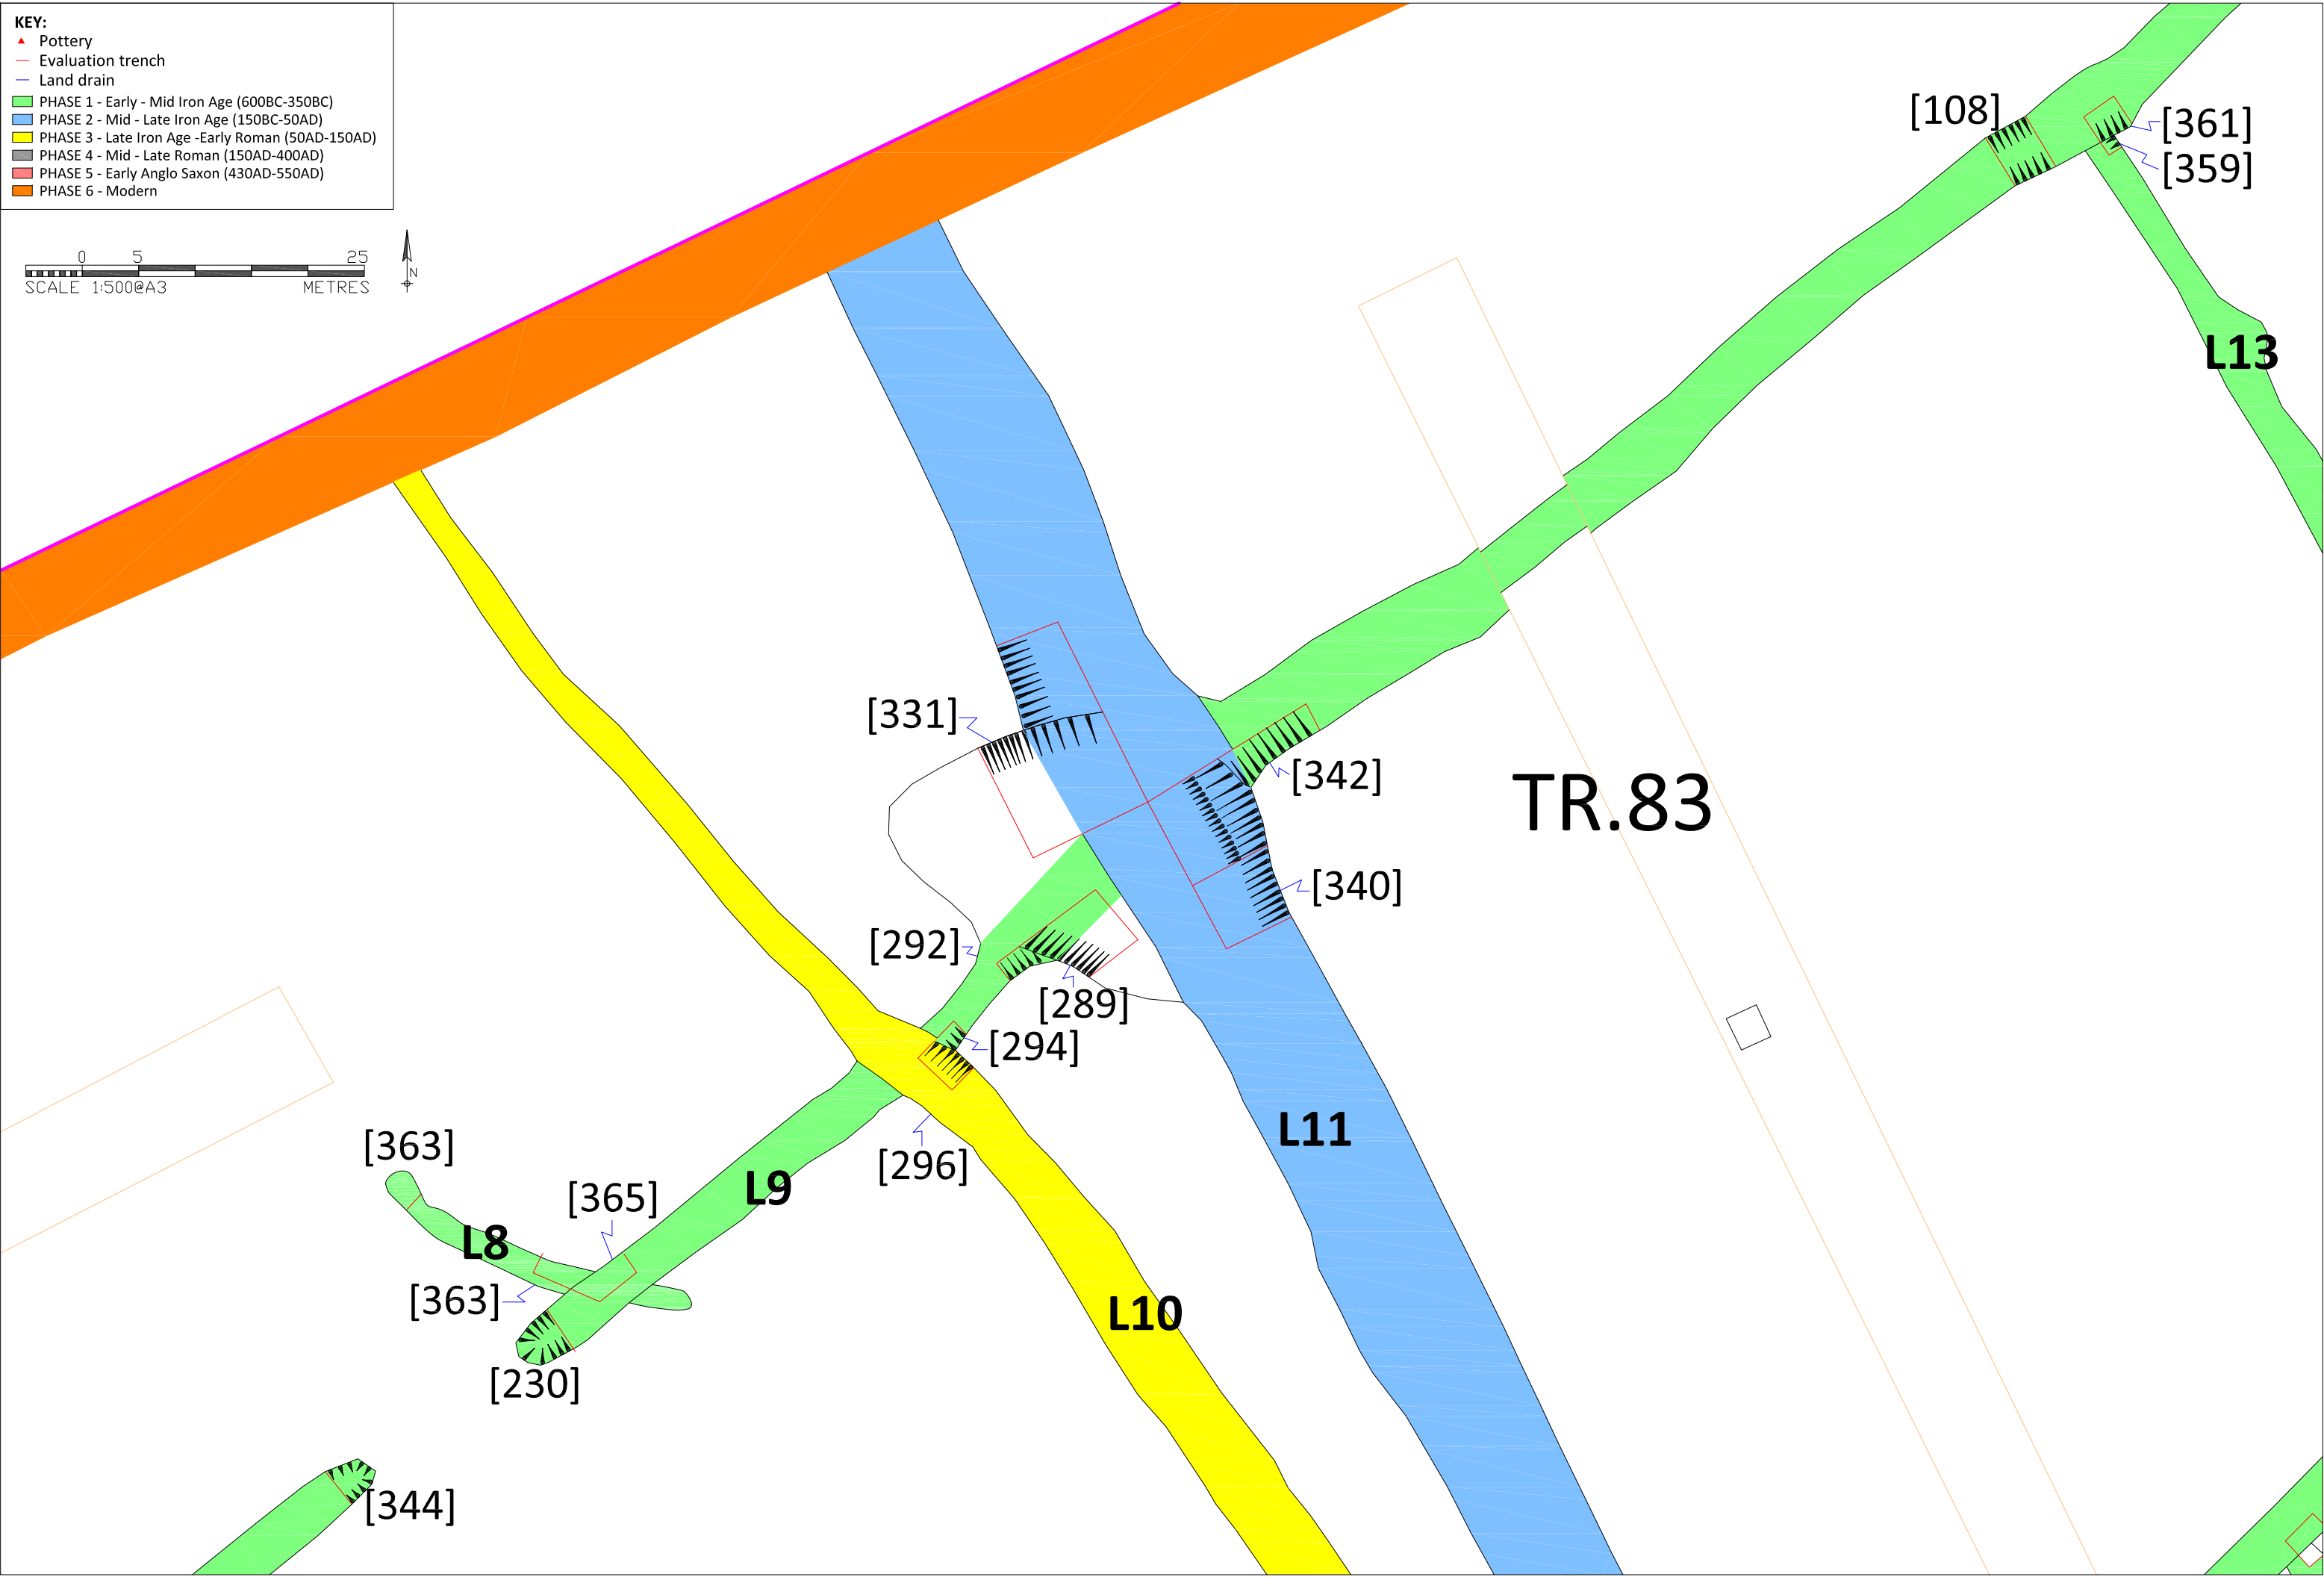 KEY:
Pottery
Evaluation trench
Land drain
PHASE 1 - Early - Mid Iron Age (600BC-350BC)
PHASE 2 - Mid - Late Iron Age (150BC-50AD)
PHASE 3 - Late Iron Age -Early Roman (50AD-150AD)
PHASE 4 - Mid - Late Roman (150AD-400AD)
PHASE 5 - Early Anglo Saxon (430AD-550AD)
PHASE 6 - Modern
0 5 25
SCALE 1:500@A3 METRES
N
[108]
[361]
[359]
L13
[331]
[342]
TR.83
[340]
[292]
[289]
[294]
[296]
L11
[363]
[365]
L9
L8
[363]
L10
[230]
[344]